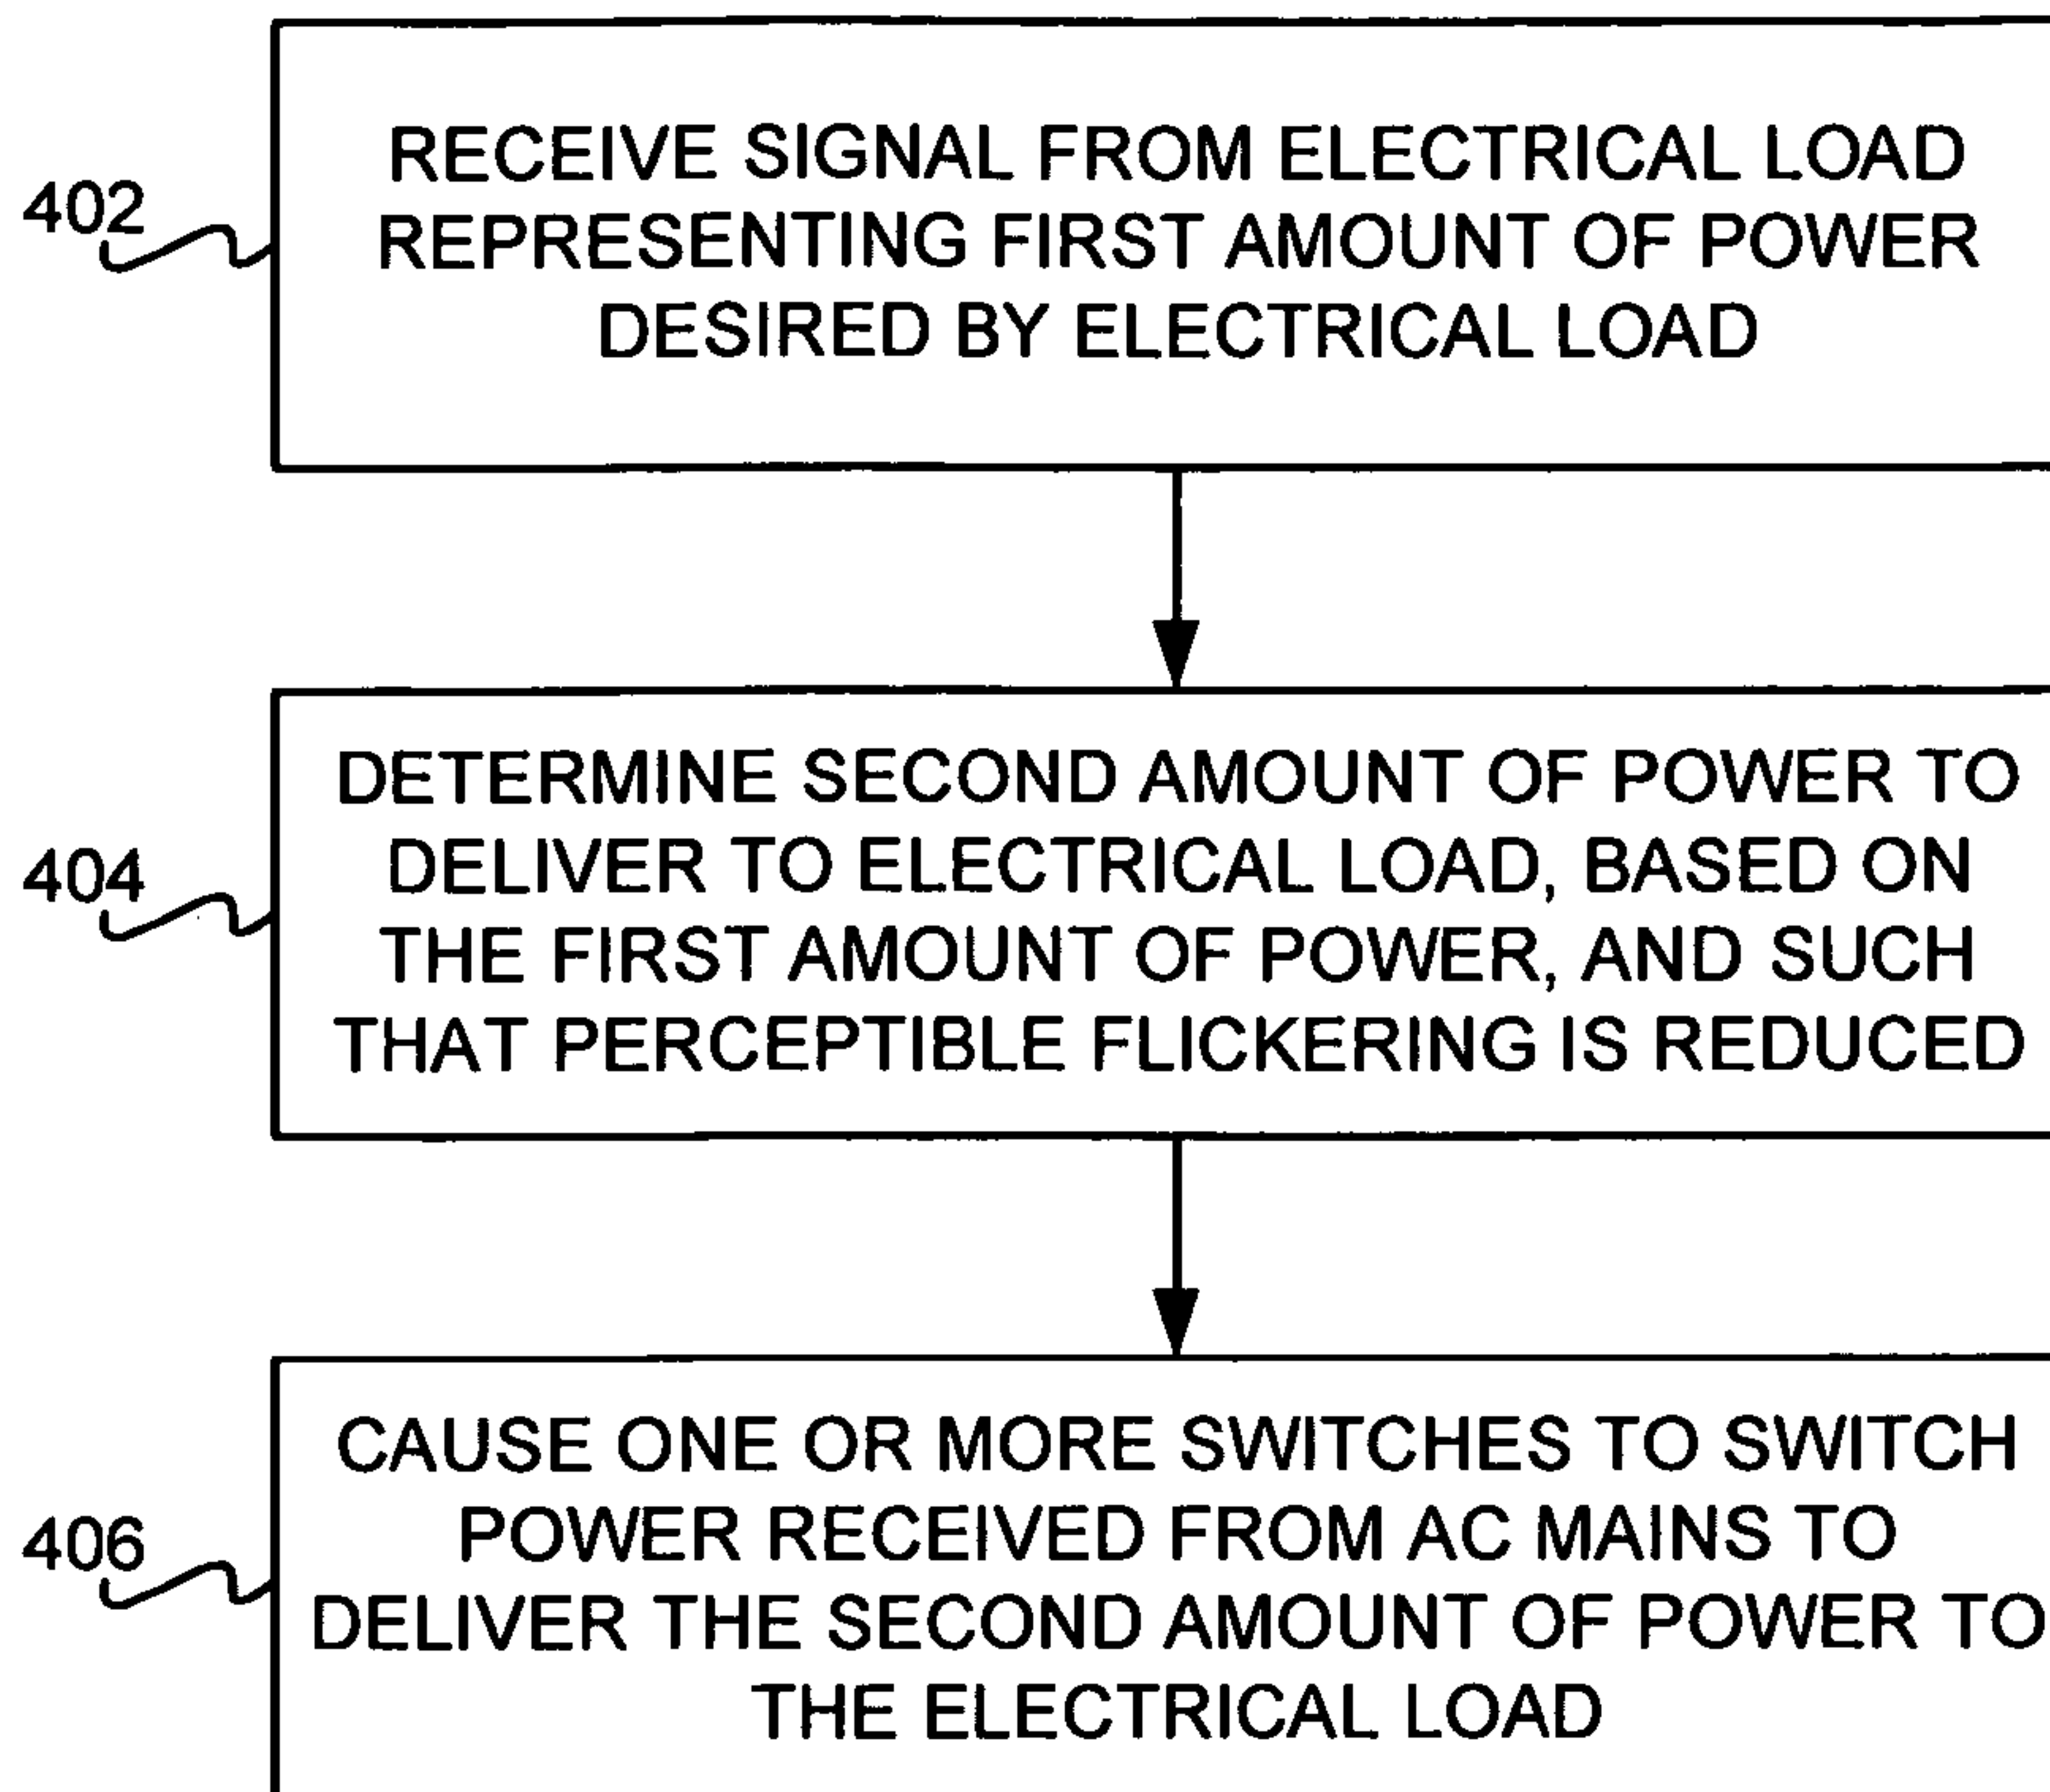 402
RECEIVE SIGNAL FROM ELECTRICAL LOAD
REPRESENTING FIRST AMOUNT OF POWER
DESIRED BY ELECTRICAL LOAD
404
DETERMINE SECOND AMOUNT OF POWER TO
DELIVER TO ELECTRICAL LOAD, BASED ON
THE FIRST AMOUNT OF POWER, AND SUCH
THAT PERCEPTIBLE FLICKERING IS REDUCED
406
CAUSE ONE OR MORE SWITCHES TO SWITCH
POWER RECEIVED FROM AC MAINS TO
DELIVER THE SECOND AMOUNT OF POWER TO
THE ELECTRICAL LOAD